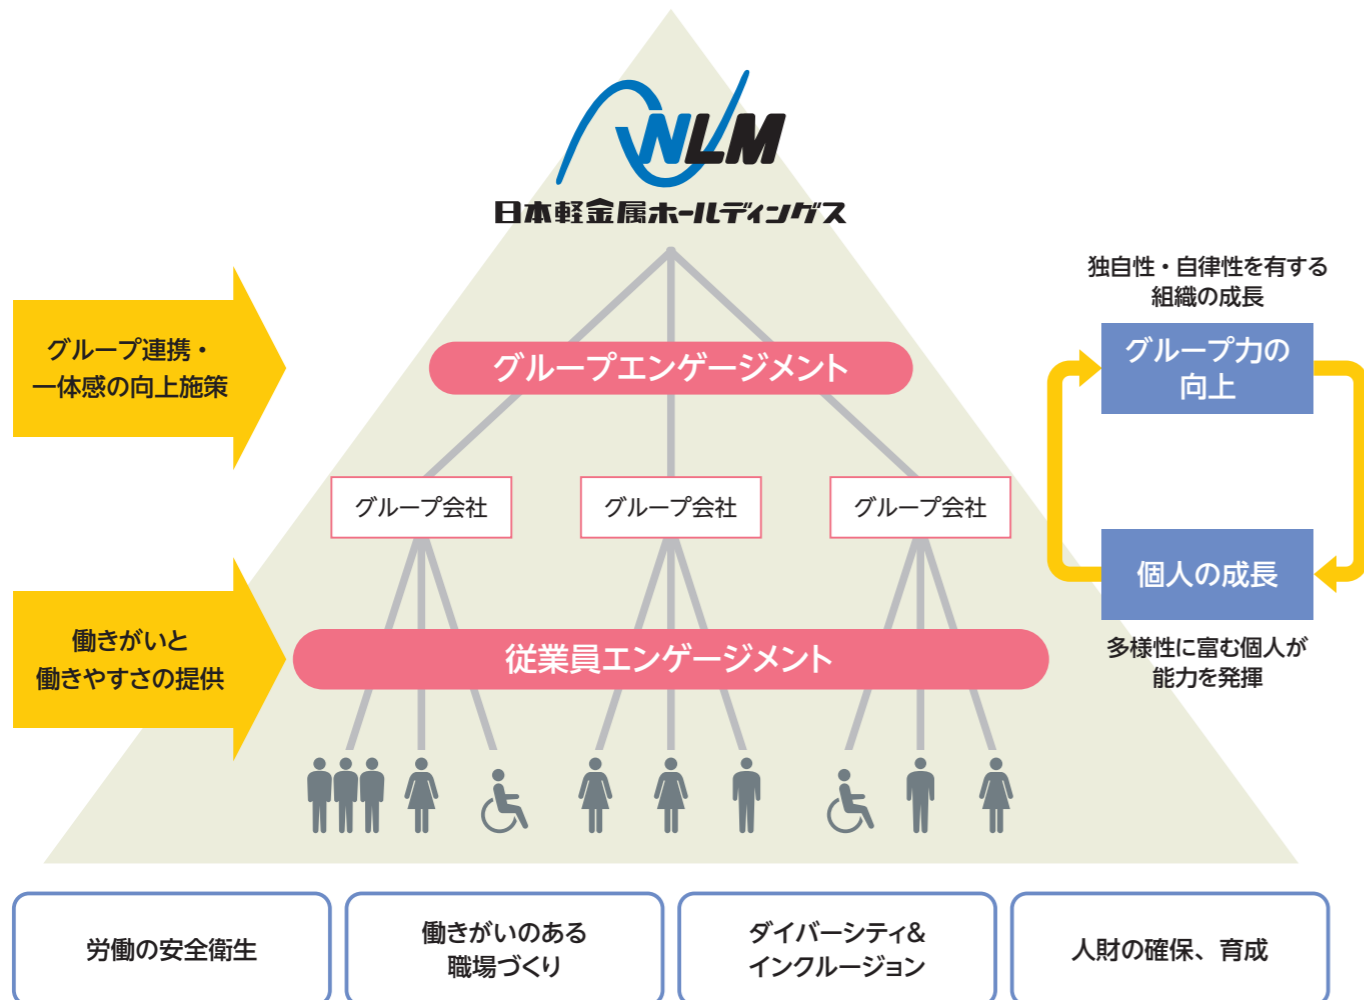 NLM
日本軽金属ホールディングス
グループ連携・
一体感の向上施策
グループエンゲージメント
グループ会社
グループ会社
グループ会社
働きがいと
働きやすさの提供
従業員エンゲージメント
独自性・自律性を有する
組織の成長
グループ力の
向上
個人の成長
多様性に富む個人が
能力を発揮
労働の安全衛生
働きがいのある
職場づくり
ダイバーシティ&
インクルージョン
人財の確保、育成